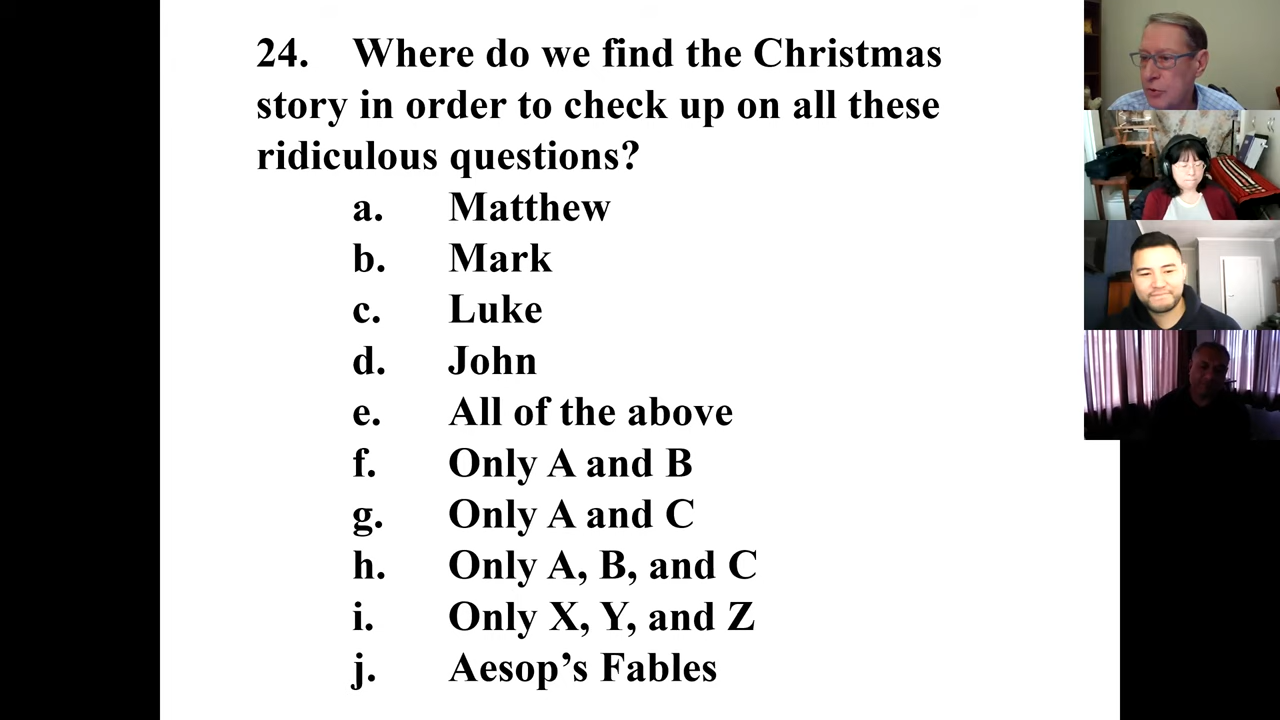 24. Where do we find the Christmas
story in order to check up on all these
ridiculous questions?
a. Matthew
b. Mark
c. Luke
d. John
e. All of the above
f. Only A and B
g. Only A and C
h. Only A, B, and C
i. Only X, Y, and Z
j. Aesop’s Fables